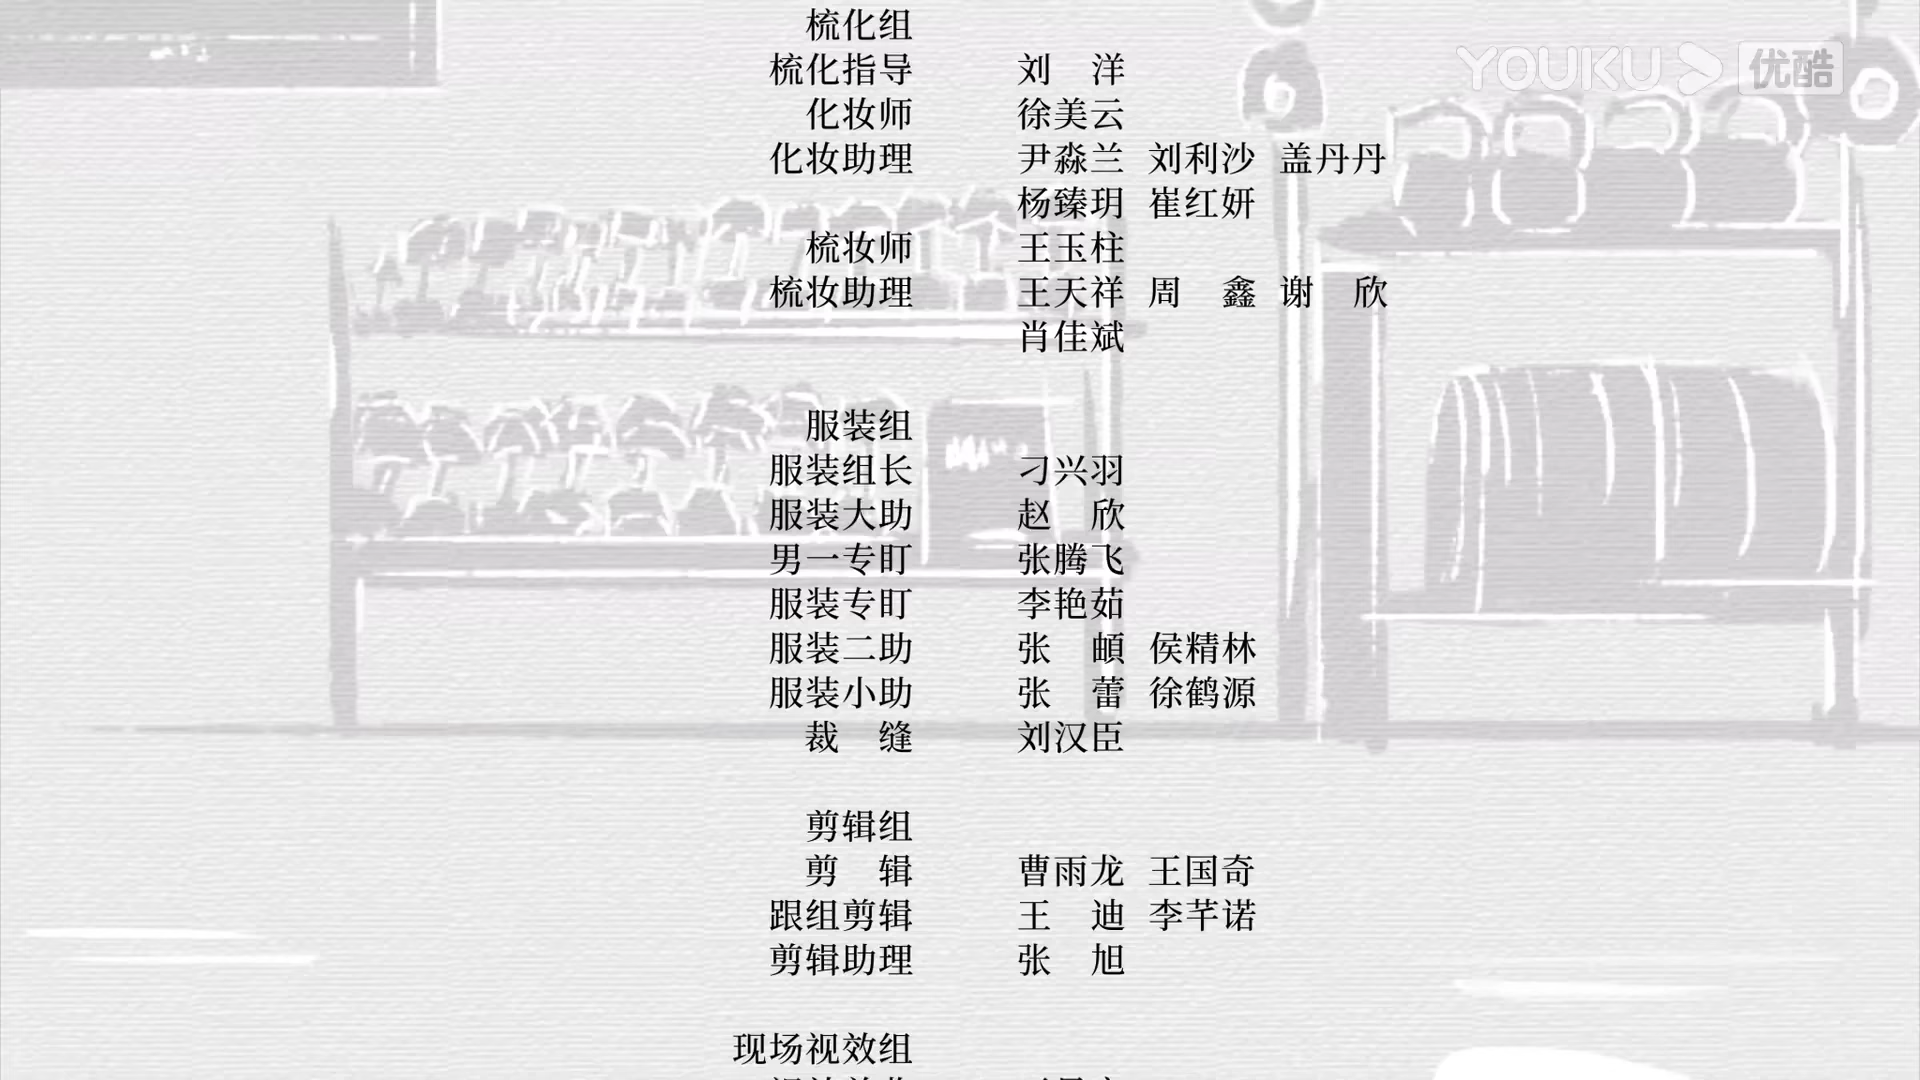 梳化组
YOUKU 优酷
梳化指导 刘 洋
化妆师 徐美云
化妆助理 尹淼兰 刘利沙 盖丹丹
杨臻玥 崔红妍
梳妆师 王玉柱
梳妆助理 王天祥 周 鑫 谢 欣
肖佳斌
服装组
服装组长 刁兴羽
服装大助 赵 欣
男一专盯 张腾飞
服装专盯 李艳茹
服装二助 张 侯精林
服装小助 张 蕾 徐鹤源
裁 缝 刘汉臣
剪辑组
剪 辑 曹雨龙 王国奇
跟组剪辑 王 迪 李芊诺
剪辑助理 张 旭
现场视效组